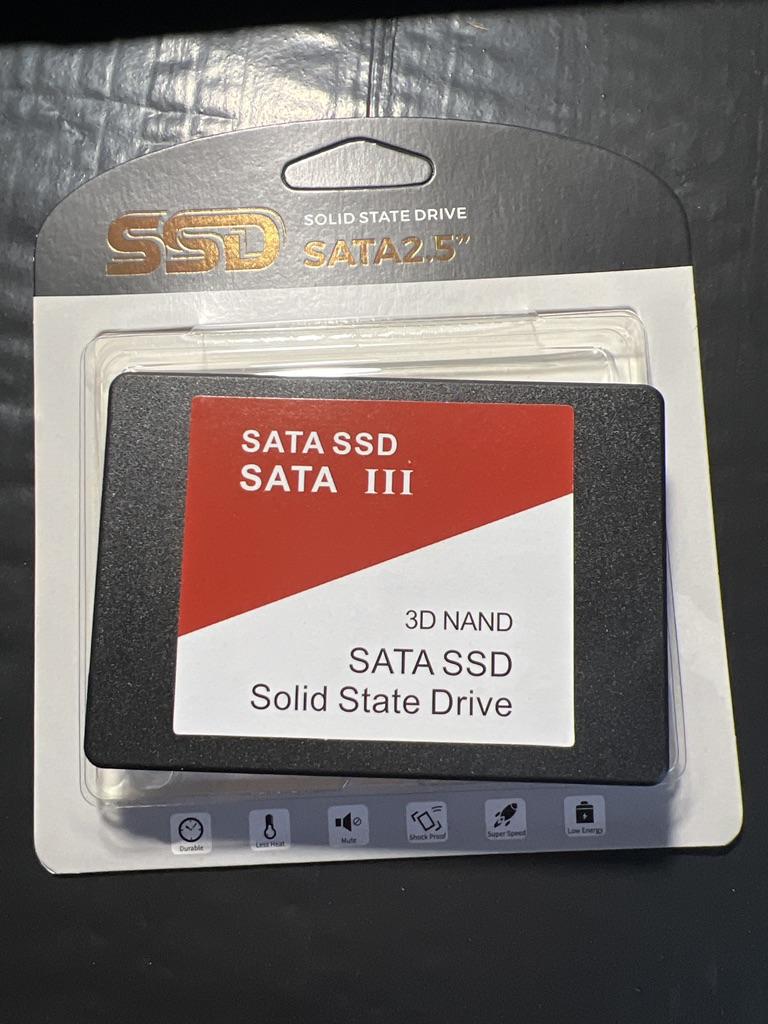 SSD
SOLID STATE DRIVE
SATA2.5”
SATA SSD
SATA III
3D NAND
SATA SSD
Solid State Drive
Durable
Less Heat
Mute
Shock Proof
Super Speed
Low Energy